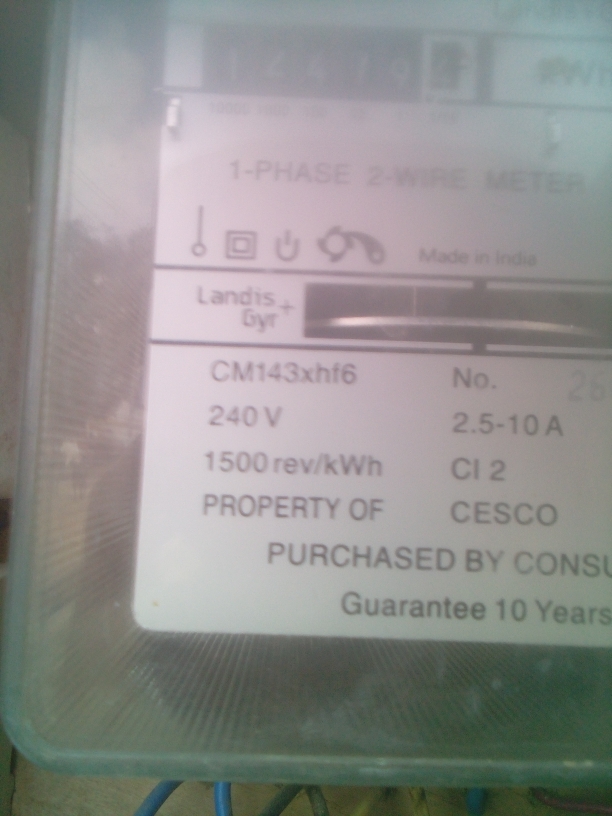 1-PHASE 2-WIRE METER
Made in India
Landis+
Gyr
CM143xhf6 No.
240 V 2.5-10 A
1500 rev/kWh Cl 2
PROPERTY OF CESCO
PURCHASED BY CONSU
Guarantee 10 Years